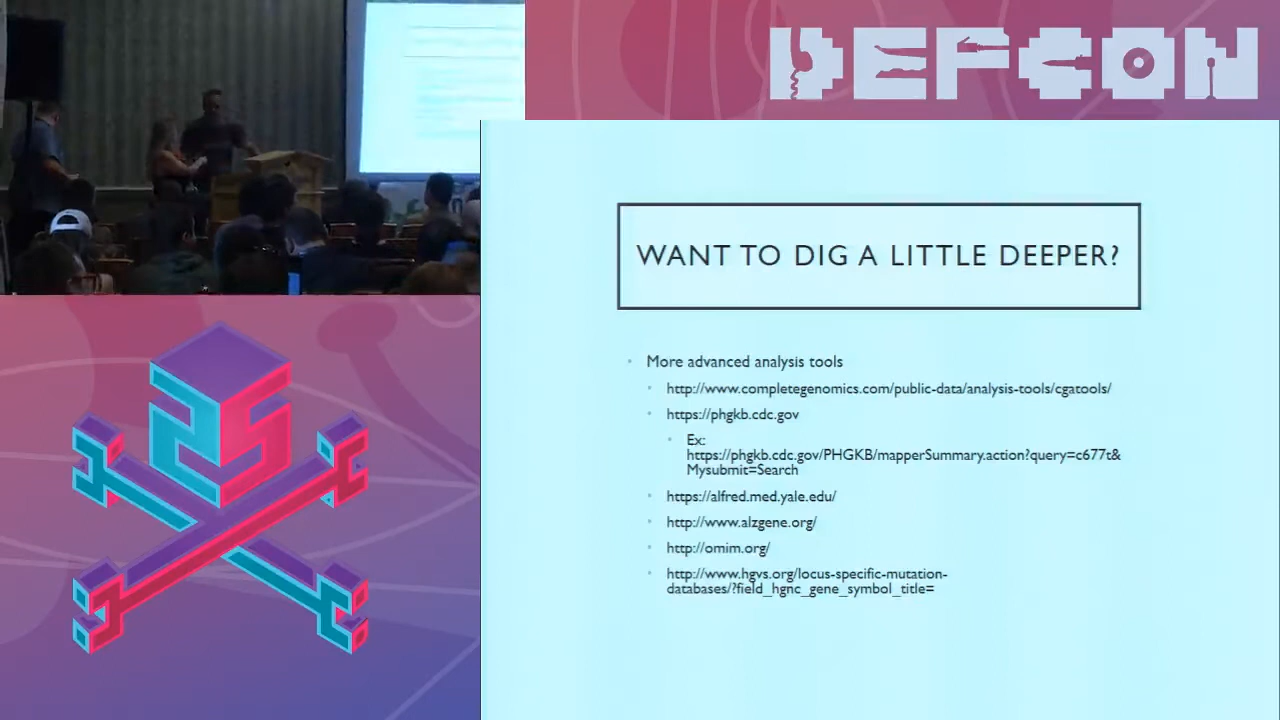 DEFCON
WANT TO DIG A LITTLE DEEPER?
More advanced analysis tools
http://www.completegenomics.com/public-data/analysis-tools/cgatools/
https://phgkb.cdc.gov
Ex:
https://phgkb.cdc.gov/PHGKB/mapperSummary.action?query=c677t&
Mysubmit=Search
https://alfred.med.yale.edu/
http://www.alzgene.org/
http://omim.org/
http://www.hgvs.org/locus-specific-mutation-
databases/?field_hgnc_gene_symbol_title=